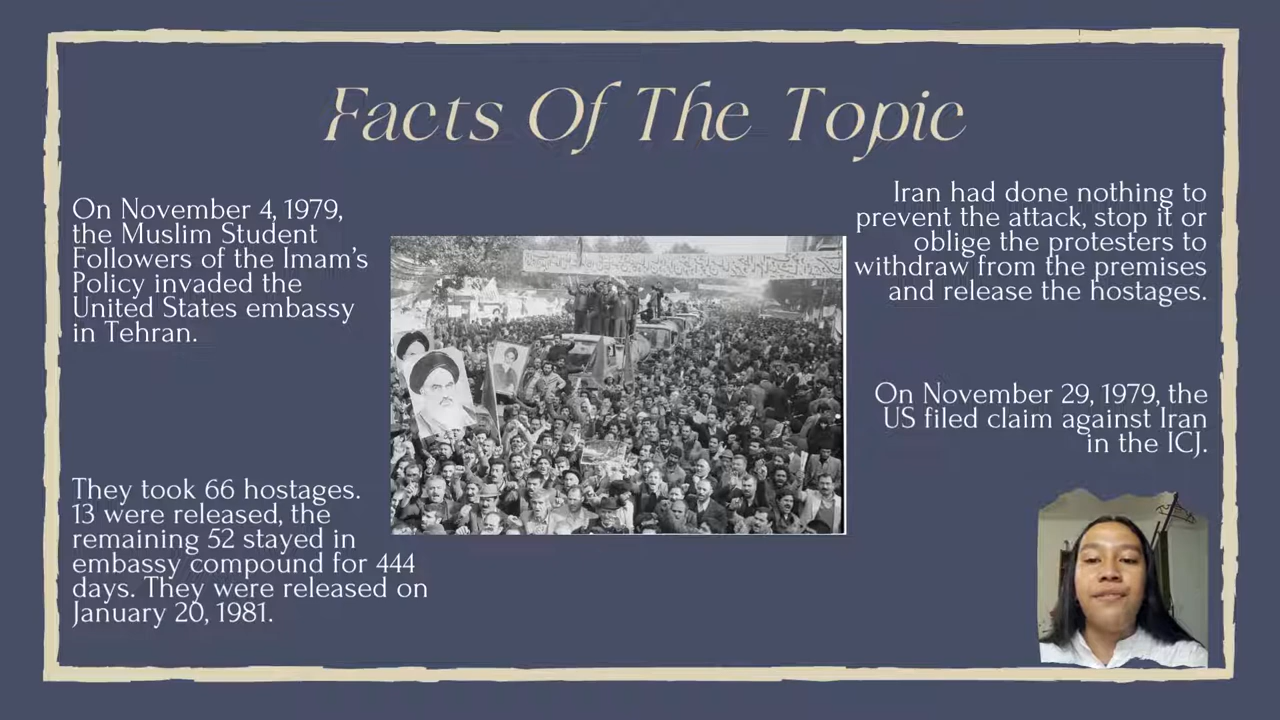 Facts Of The Topic
On November 4, 1979,
the Muslim Student
Followers of the Imam's
Policy invaded the
United States embassy
in Tehran.
They took 66 hostages.
13 were released, the
remaining 52 stayed in
embassy compound for 444
days. They were released on
January 20, 1981.
Iran had done nothing to
prevent the attack, stop it or
oblige the protesters to
withdraw from the premises
and release the hostages.
On November 29, 1979, the
US filed claim against Iran
in the ICJ.